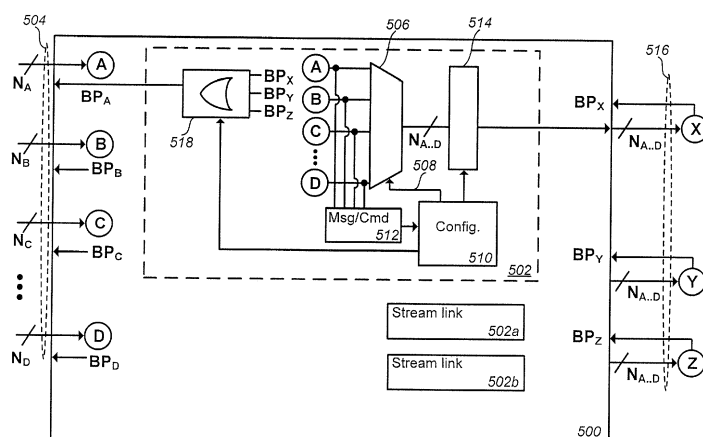 504
506
514
516
A
N_A
BP_A
518
BP_X
BP_Y
BP_Z
A
B
C
D
N_A..D
508
Msg/Cmd
512
Config.
510
502
B
N_B
BP_B
C
N_C
BP_C
D
N_D
BP_D
BP_X
X
N_A..D
BP_Y
Y
N_A..D
BP_Z
Z
N_A..D
Stream link
502a
Stream link
502b
500